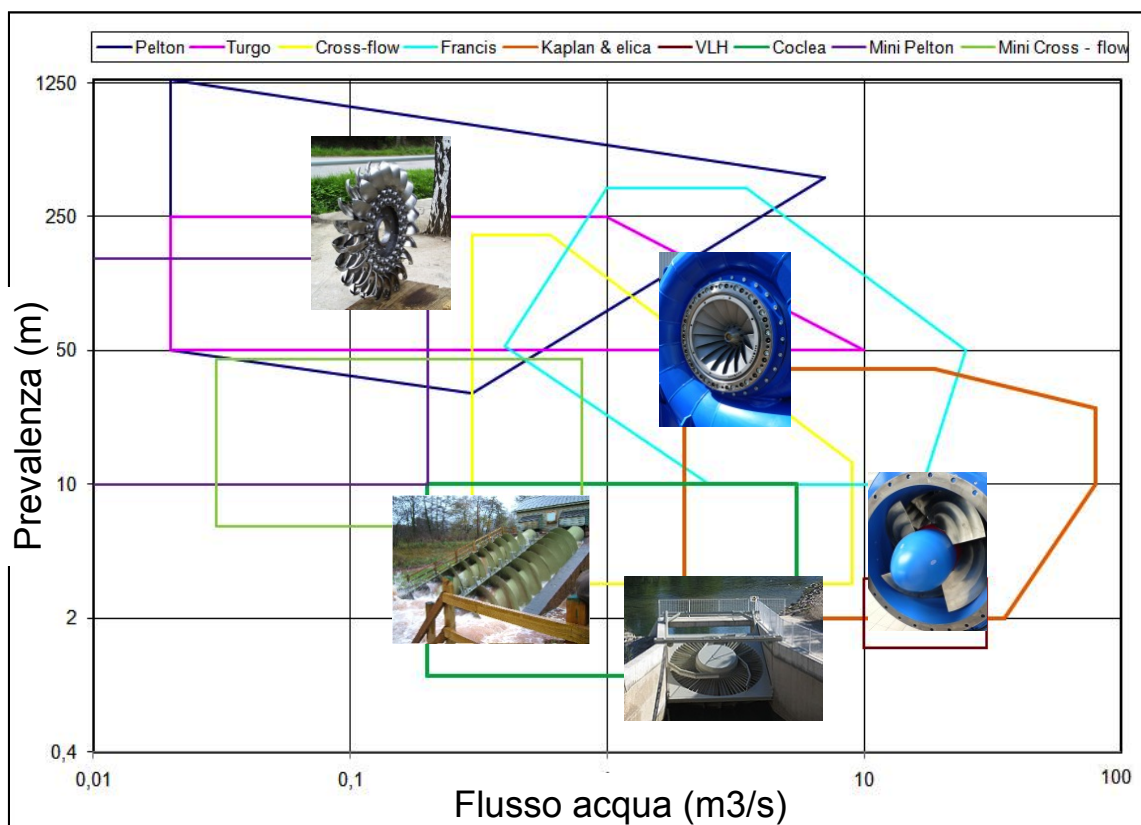 Pelton Turgo Cross-flow Francis Kaplan & elica VLH Coclea Mini Pelton Mini Cross - flow
1250
250
50
10
2
0,4
Prevalenza (m)
0,01 0,1 10 100
Flusso acqua (m3/s)